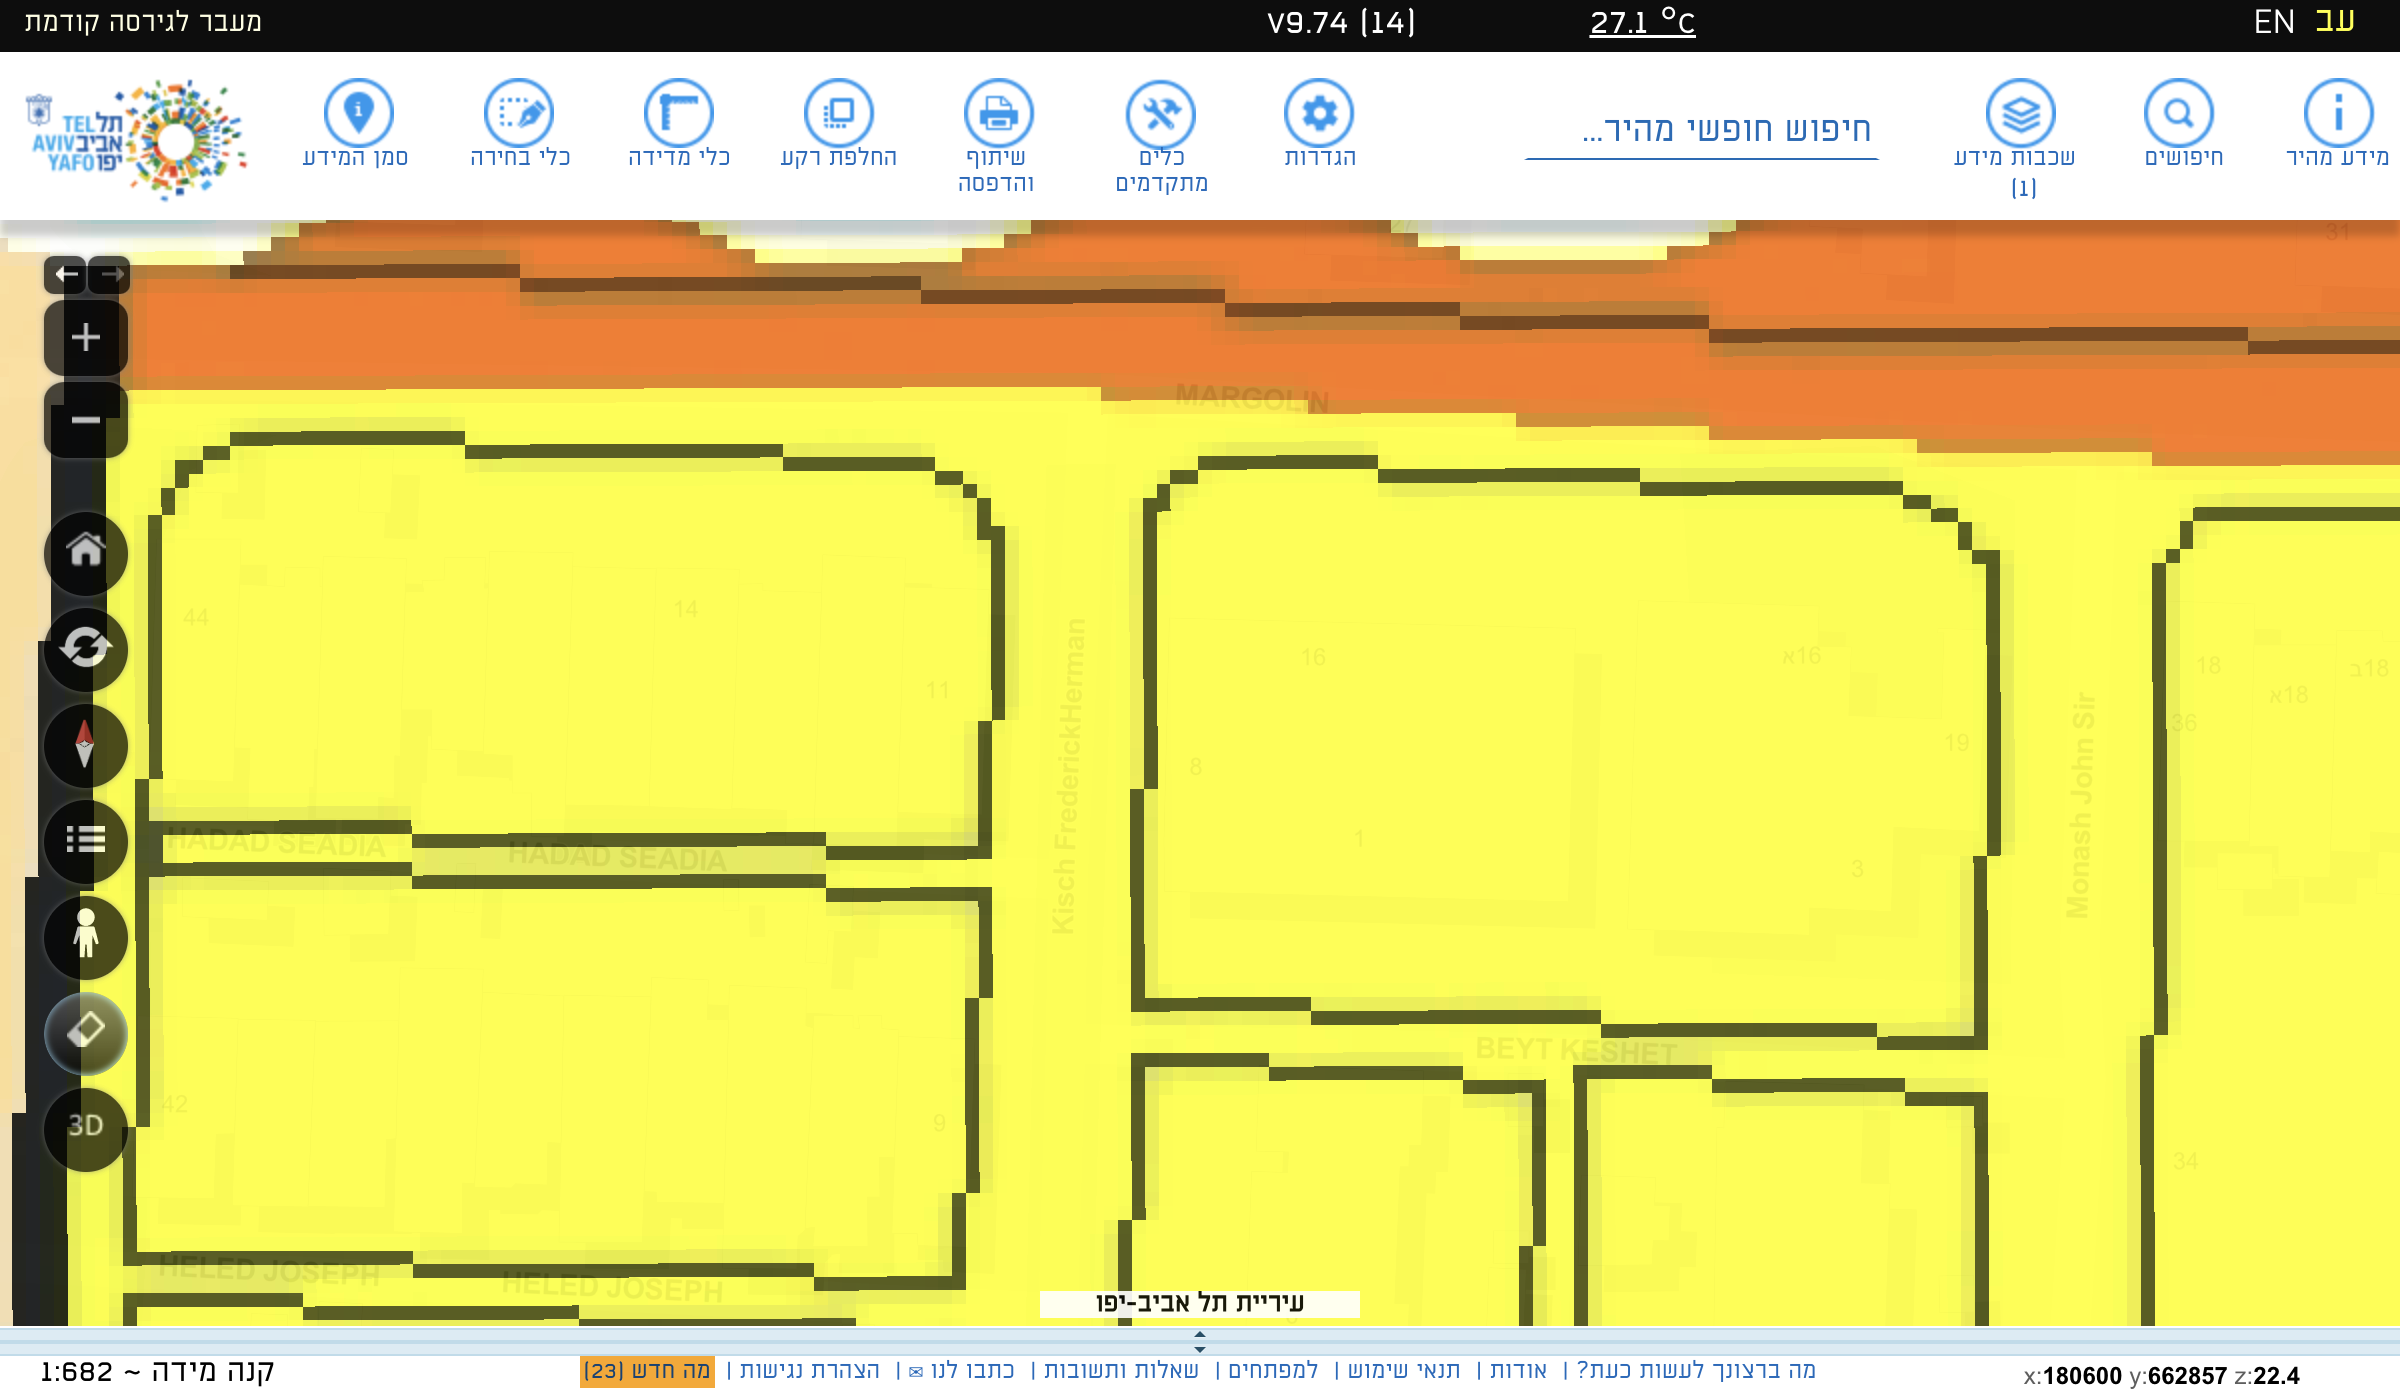 מעבר לגירסה קודמת
V9.74 (14)
27.1 °C
EN עב
תל TEL
אביב AVIV
יפו YAFO
סמן המידע
כלי בחירה
כלי מדידה
החלפת רקע
שיתוף
והדפסה
כלים
מתקדמים
הגדרות
חיפוש חופשי מהיר...
שכבות מידע
(1)
חיפושים
מידע מהיר
31
MARGOLIN
44
14
11
16
16א
18
18א
18ב
36
8
19
1
3
Kisch FrederickHerman
Monash John Sir
HADAD SEADIA
HADAD SEADIA
BEYT KESHET
42
9
34
3D
HELED JOSEPH
HELED JOSEPH
עיריית תל אביב-יפו
קנה מידה ~ 1:682
מה ברצונך לעשות כעת? | אודות | תנאי שימוש | למפתחים | שאלות ותשובות | כתבו לנו ✉ | הצהרת נגישות | מה חדש (23)
x:180600 y:662857 z:22.4